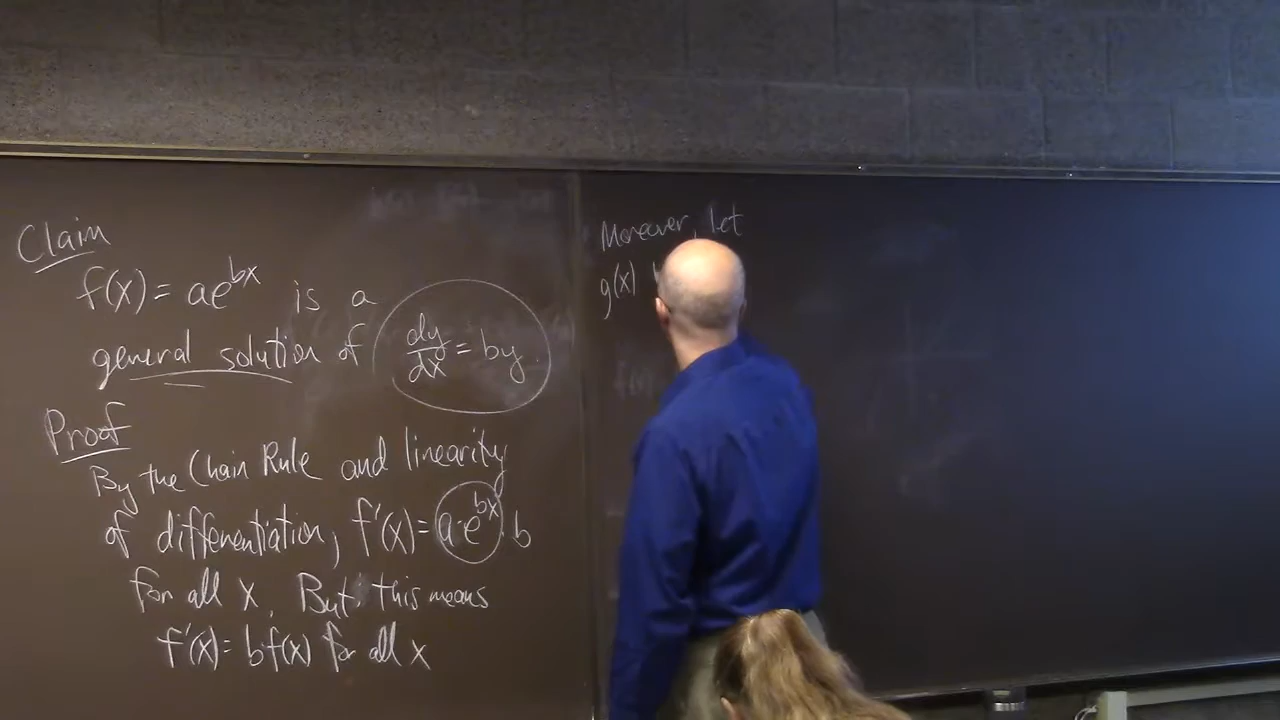 Claim
f(x) = ae^{bx} is a
general solution of dy/dx = by.
Proof
By the Chain Rule and linearity
of differentiation, f'(x) = a·e^{bx}·b
for all x. But, this means
f'(x) = b·f(x) for all x
Moreover, let
g(x)